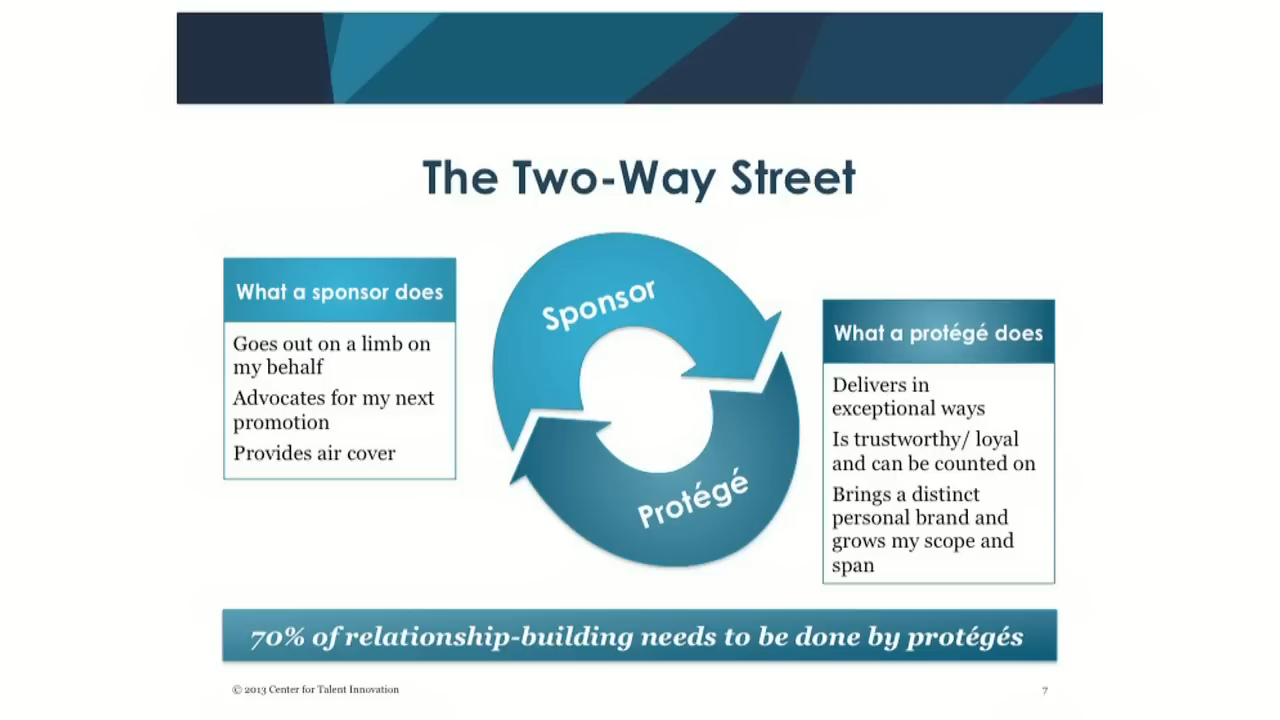 The Two-Way Street
What a sponsor does
Goes out on a limb on
my behalf
Advocates for my next
promotion
Provides air cover
Sponsor
Protégé
What a protégé does
Delivers in
exceptional ways
Is trustworthy/ loyal
and can be counted on
Brings a distinct
personal brand and
grows my scope and
span
70% of relationship-building needs to be done by protégés
© 2013 Center for Talent Innovation
7